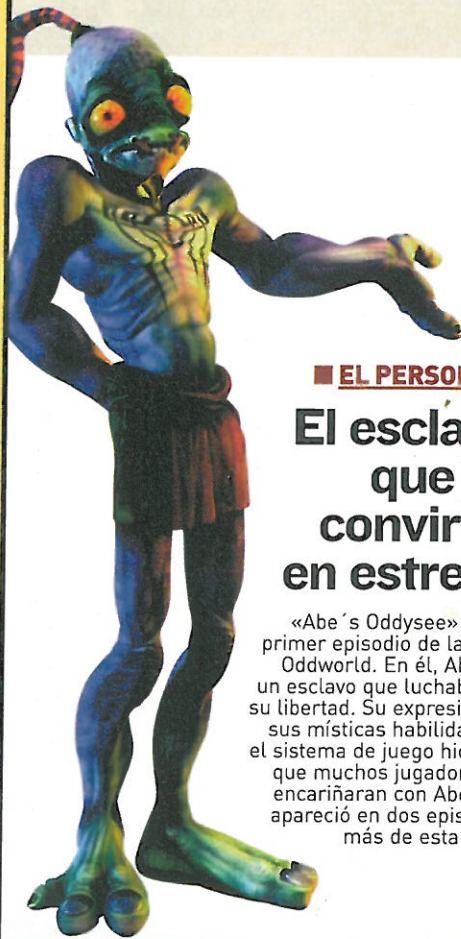 ■ EL PERSO
El escla
que
convir
en estre
«Abe´s Oddysee»
primer episodio de la
Oddworld. En él, Ab
un esclavo que luchab
su libertad. Su expresi
sus místicas habilida
el sistema de juego hic
que muchos jugador
encariñaran con Abe
apareció en dos epis
más de esta